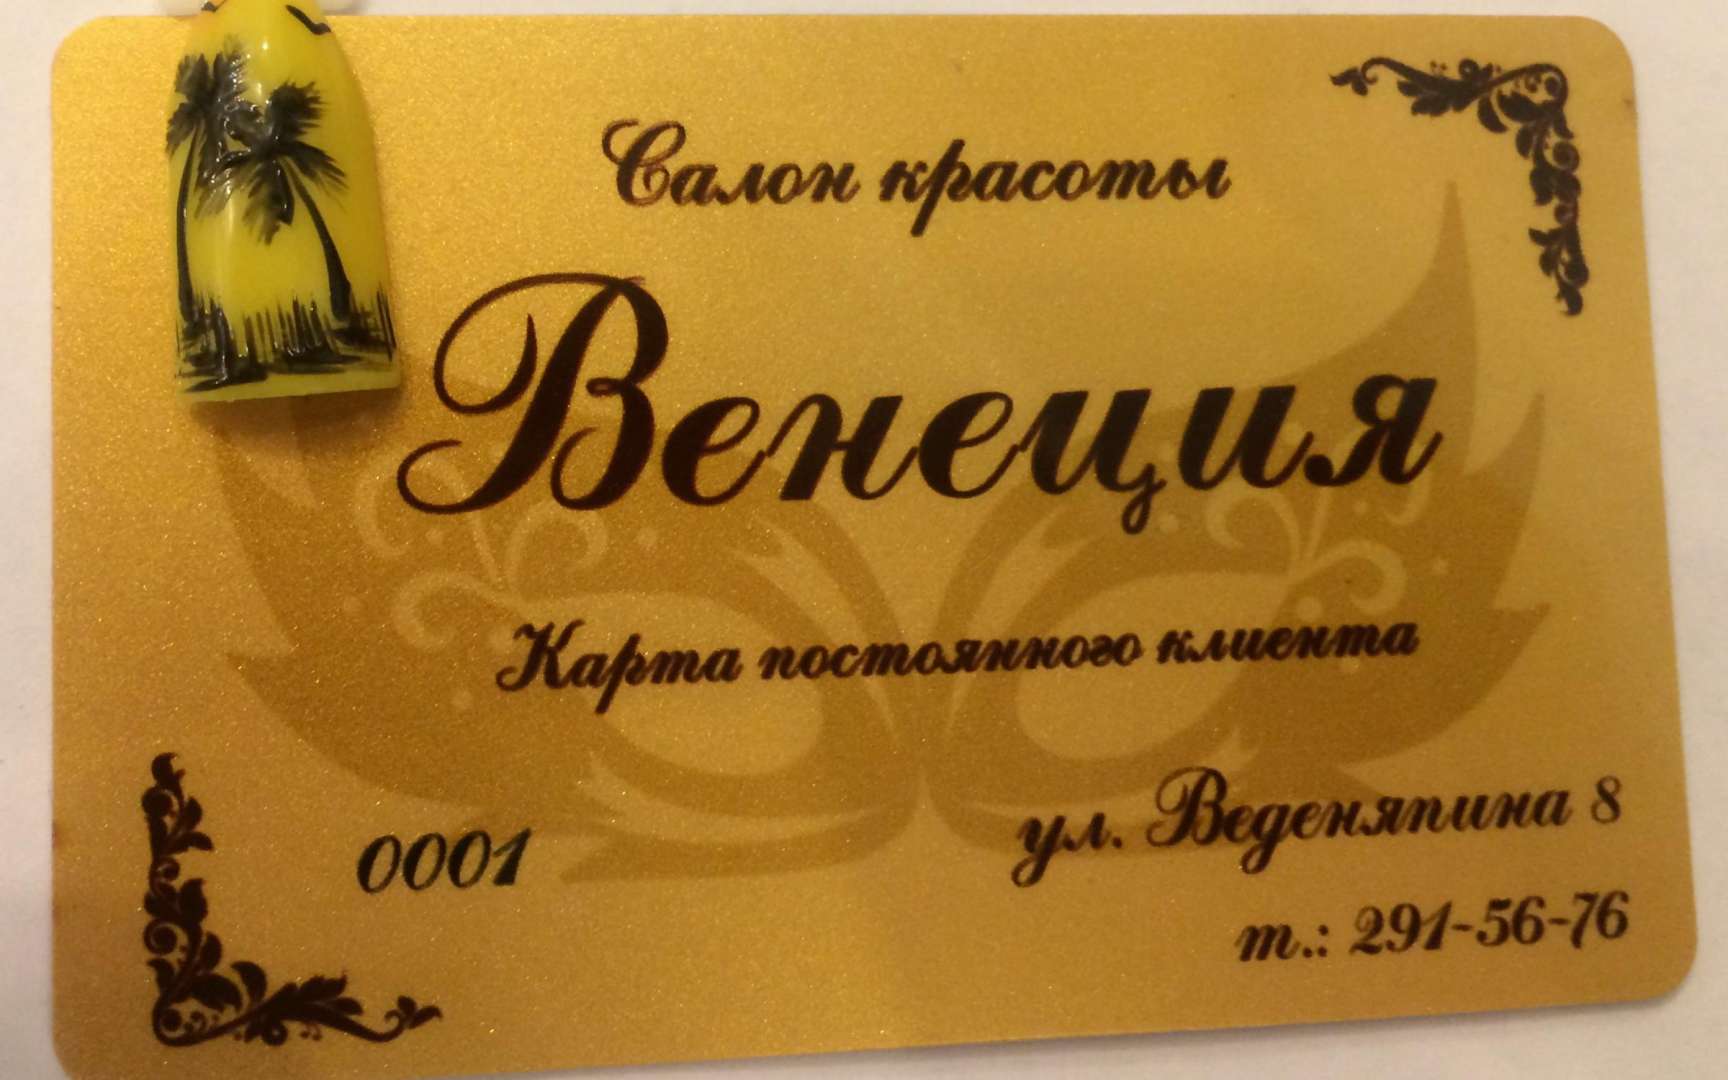 Салон красоты
Венеция
Карта постоянного клиента
0001
ул. Веденяпина 8
т.: 291-56-76